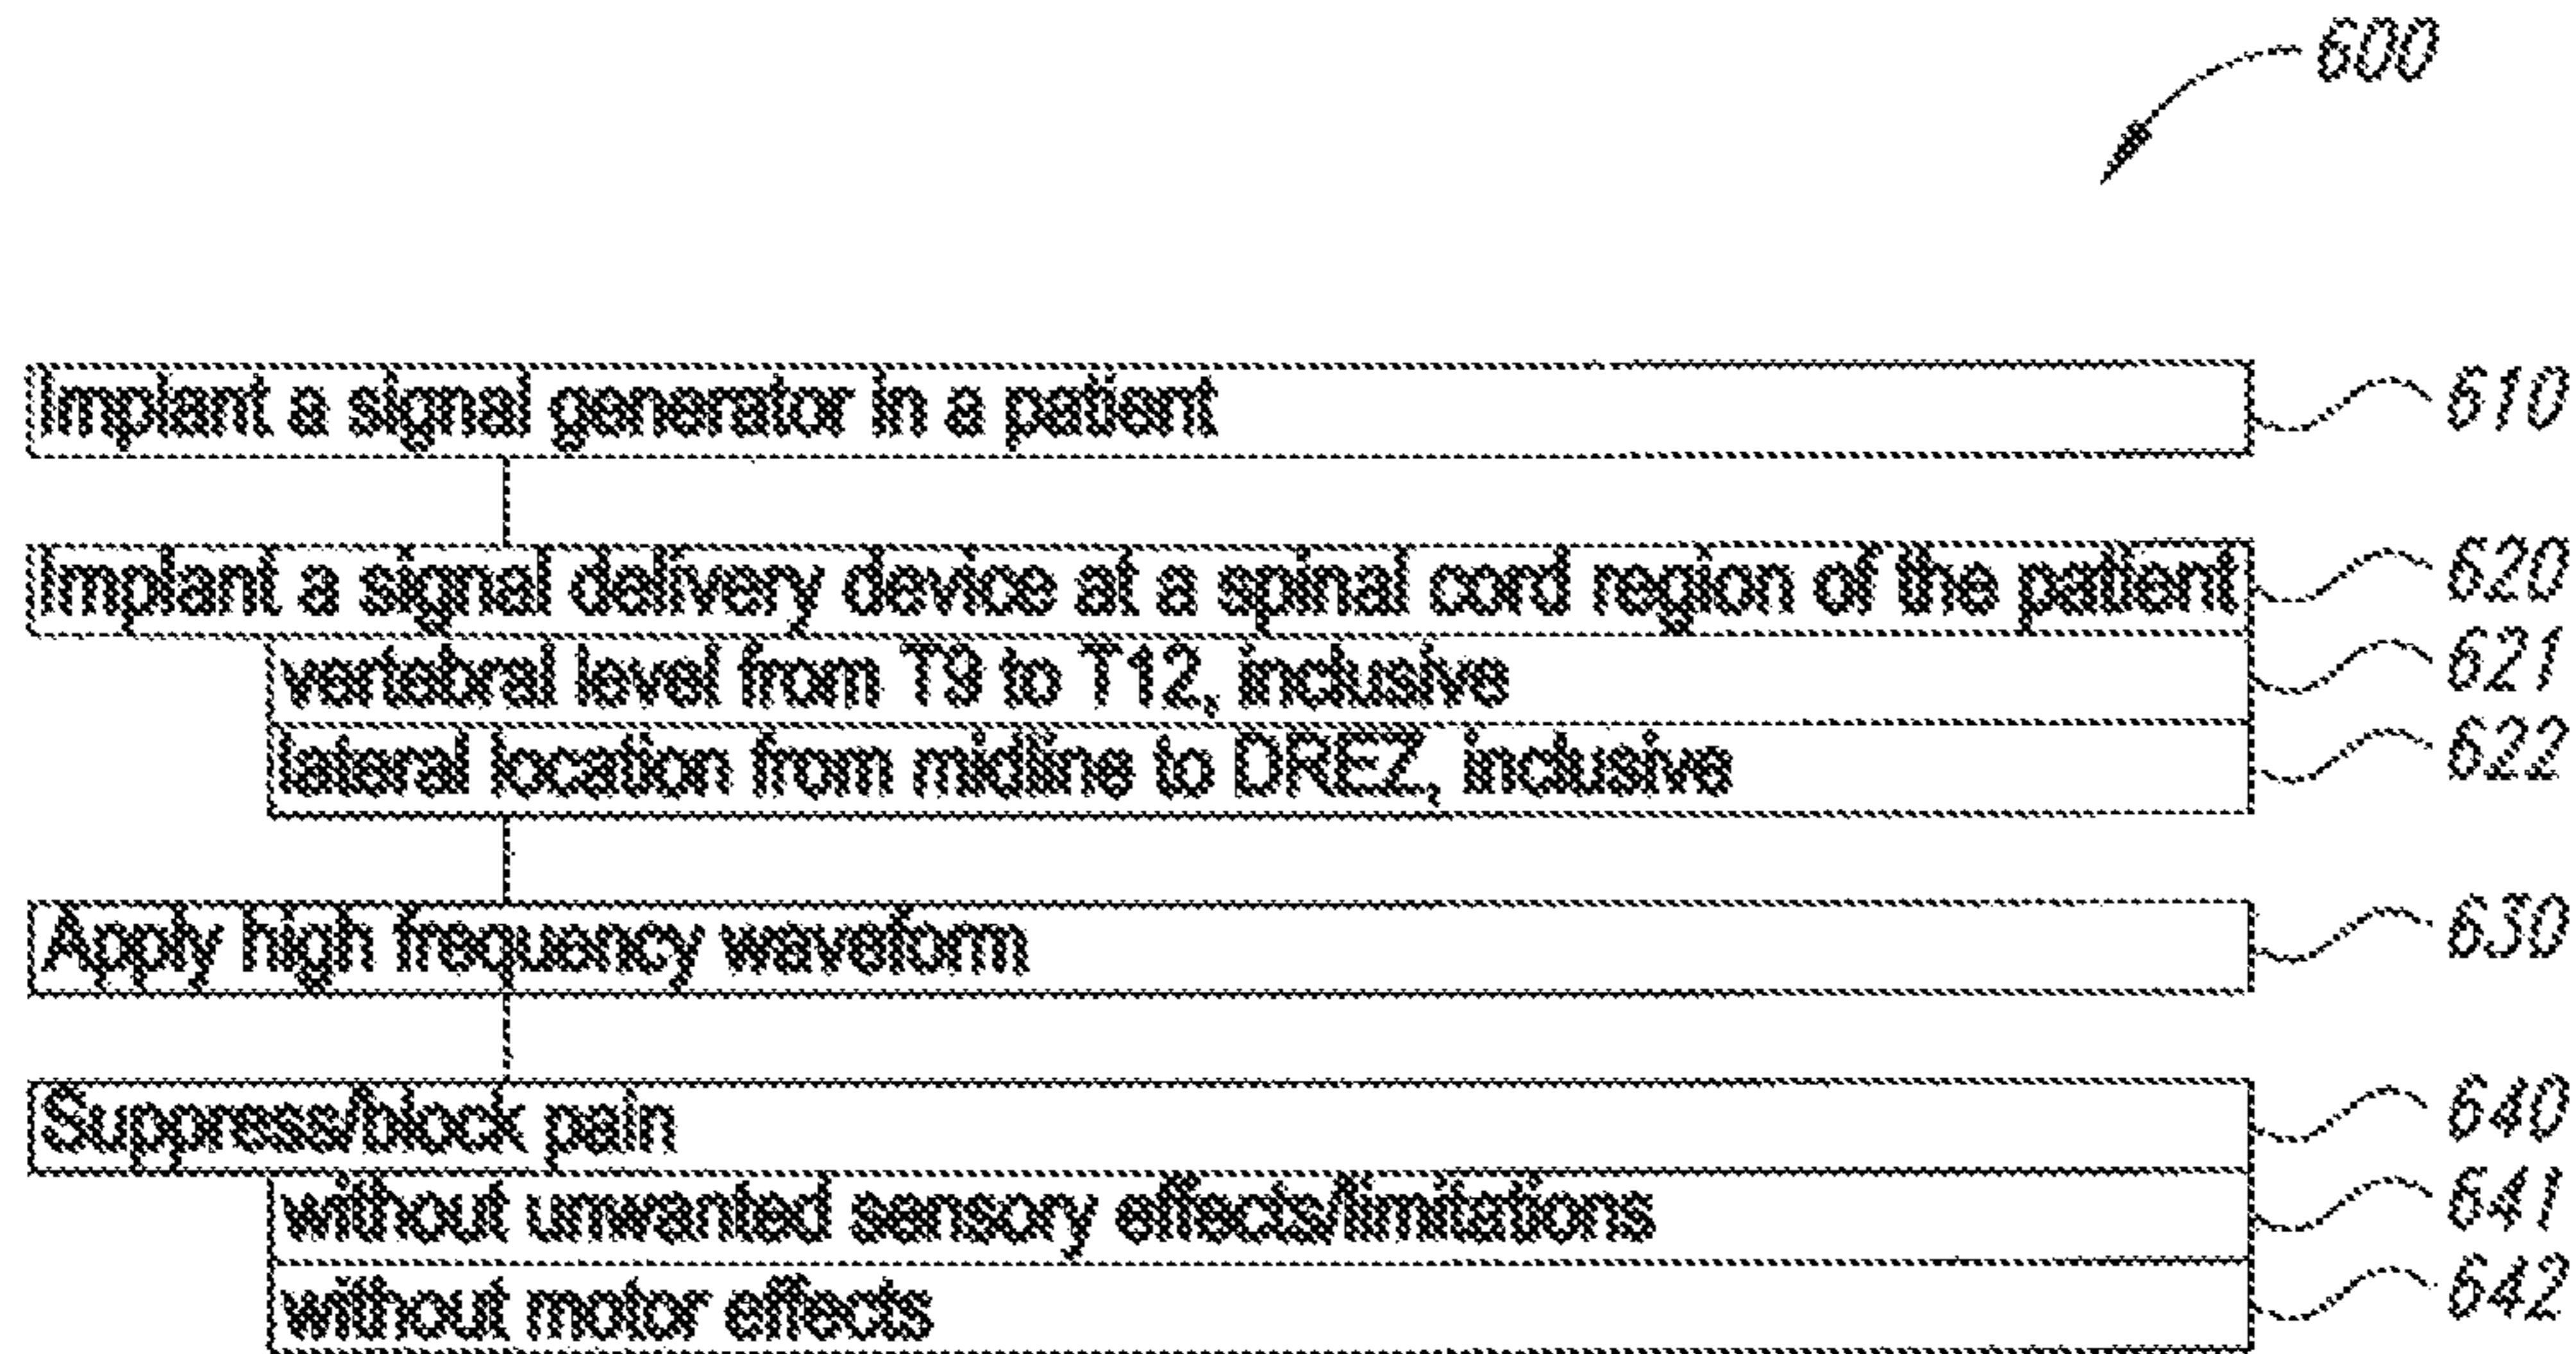 600
Implant a signal generator in a patient 610
Implant a signal delivery device at a spinal cord region of the patient 620
vertebral level from T9 to T12, inclusive 621
lateral location from midline to DREZ, inclusive 622
Apply high frequency waveform 630
Suppress/block pain 640
without unwanted sensory effects/limitations 641
without motor effects 642